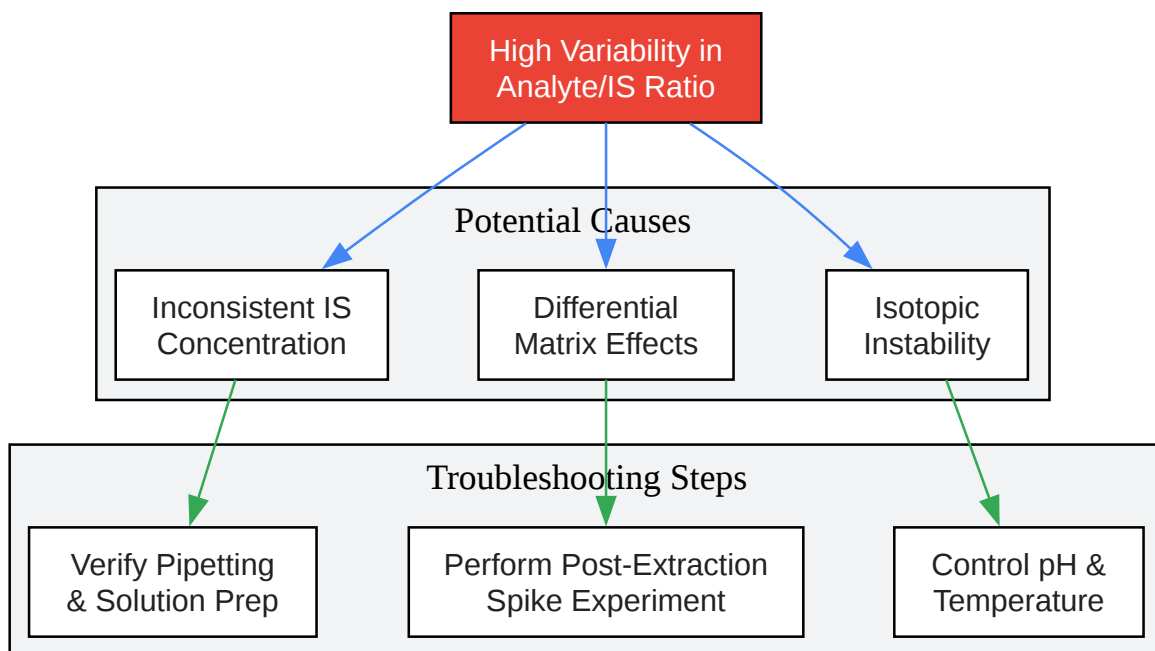 High Variability in
Analyte/IS Ratio
Potential Causes
Inconsistent IS
Concentration
Differential
Matrix Effects
Isotopic
Instability
Troubleshooting Steps
Verify Pipetting
& Solution Prep
Perform Post-Extraction
Spike Experiment
Control pH &
Temperature